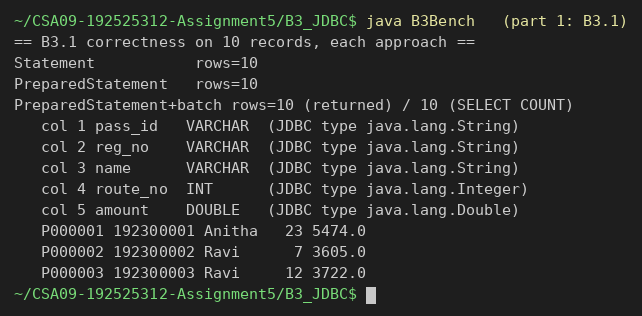 ~/CSA09-192525312-Assignment5/B3_JDBC$ java B3Bench   (part 1: B3.1)
== B3.1 correctness on 10 records, each approach ==
Statement           rows=10
PreparedStatement   rows=10
PreparedStatement+batch rows=10 (returned) / 10 (SELECT COUNT)
   col 1 pass_id   VARCHAR  (JDBC type java.lang.String)
   col 2 reg_no    VARCHAR  (JDBC type java.lang.String)
   col 3 name      VARCHAR  (JDBC type java.lang.String)
   col 4 route_no  INT      (JDBC type java.lang.Integer)
   col 5 amount    DOUBLE   (JDBC type java.lang.Double)
   P000001 192300001 Anitha   23 5474.0
   P000002 192300002 Ravi      7 3605.0
   P000003 192300003 Ravi     12 3722.0
~/CSA09-192525312-Assignment5/B3_JDBC$